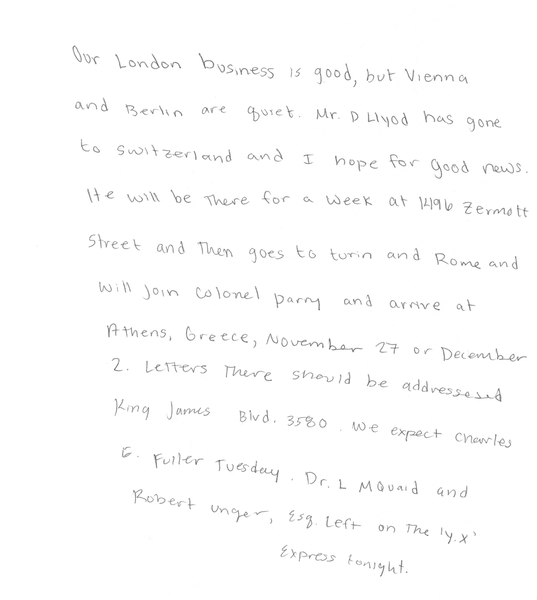 Our London business is good, but Vienna
and Berlin are quiet. Mr. D Llyod has gone
to switzerland and I hope for good news.
He will be there for a week at 1496 Zermott
street and then goes to turin and Rome and
will join colonel parry and arrive at
Athens, Greece, November 27 or December
2. Letters there should be addressesed
King James Blvd. 3580. we expect charles
E. Fuller Tuesday. Dr. L MQuaid and
Robert unger, Esq. left on the 'y.x'
Express tonight.